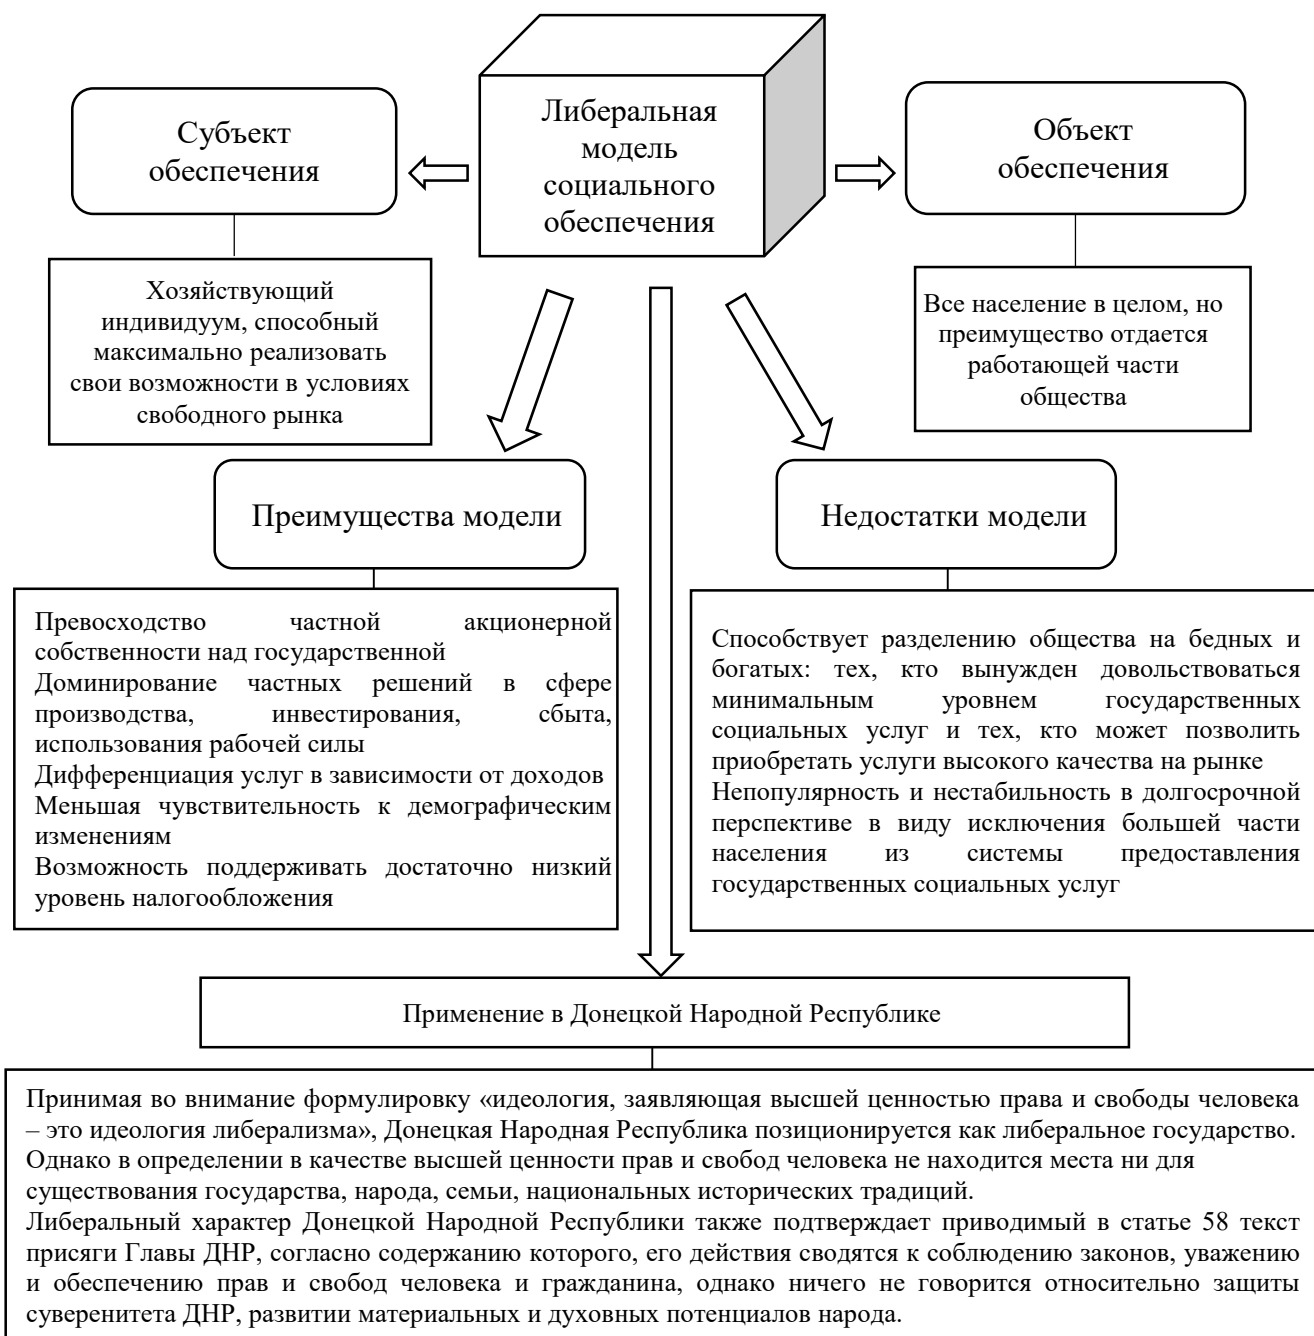 Либеральная
модель
социального
обеспечения
Субъект
обеспечения
Объект
обеспечения
Хозяйствующий
индивидуум, способный
максимально реализовать
свои возможности в условиях
свободного рынка
Все население в целом, но
преимущество отдается
работающей части
общества
Преимущества модели
Недостатки модели
Превосходство частной акционерной
собственности над государственной
Доминирование частных решений в сфере
производства, инвестирования, сбыта,
использования рабочей силы
Дифференциация услуг в зависимости от доходов
Меньшая чувствительность к демографическим
изменениям
Возможность поддерживать достаточно низкий
уровень налогообложения
Способствует разделению общества на бедных и
богатых: тех, кто вынужден довольствоваться
минимальным уровнем государственных
социальных услуг и тех, кто может позволить
приобретать услуги высокого качества на рынке
Непопулярность и нестабильность в долгосрочной
перспективе в виду исключения большей части
населения из системы предоставления
государственных социальных услуг
Применение в Донецкой Народной Республике
Принимая во внимание формулировку «идеология, заявляющая высшей ценностью права и свободы человека
– это идеология либерализма», Донецкая Народная Республика позиционируется как либеральное государство.
Однако в определении в качестве высшей ценности прав и свобод человека не находится места ни для
существования государства, народа, семьи, национальных исторических традиций.
Либеральный характер Донецкой Народной Республики также подтверждает приводимый в статье 58 текст
присяги Главы ДНР, согласно содержанию которого, его действия сводятся к соблюдению законов, уважению
и обеспечению прав и свобод человека и гражданина, однако ничего не говорится относительно защиты
суверенитета ДНР, развитии материальных и духовных потенциалов народа.